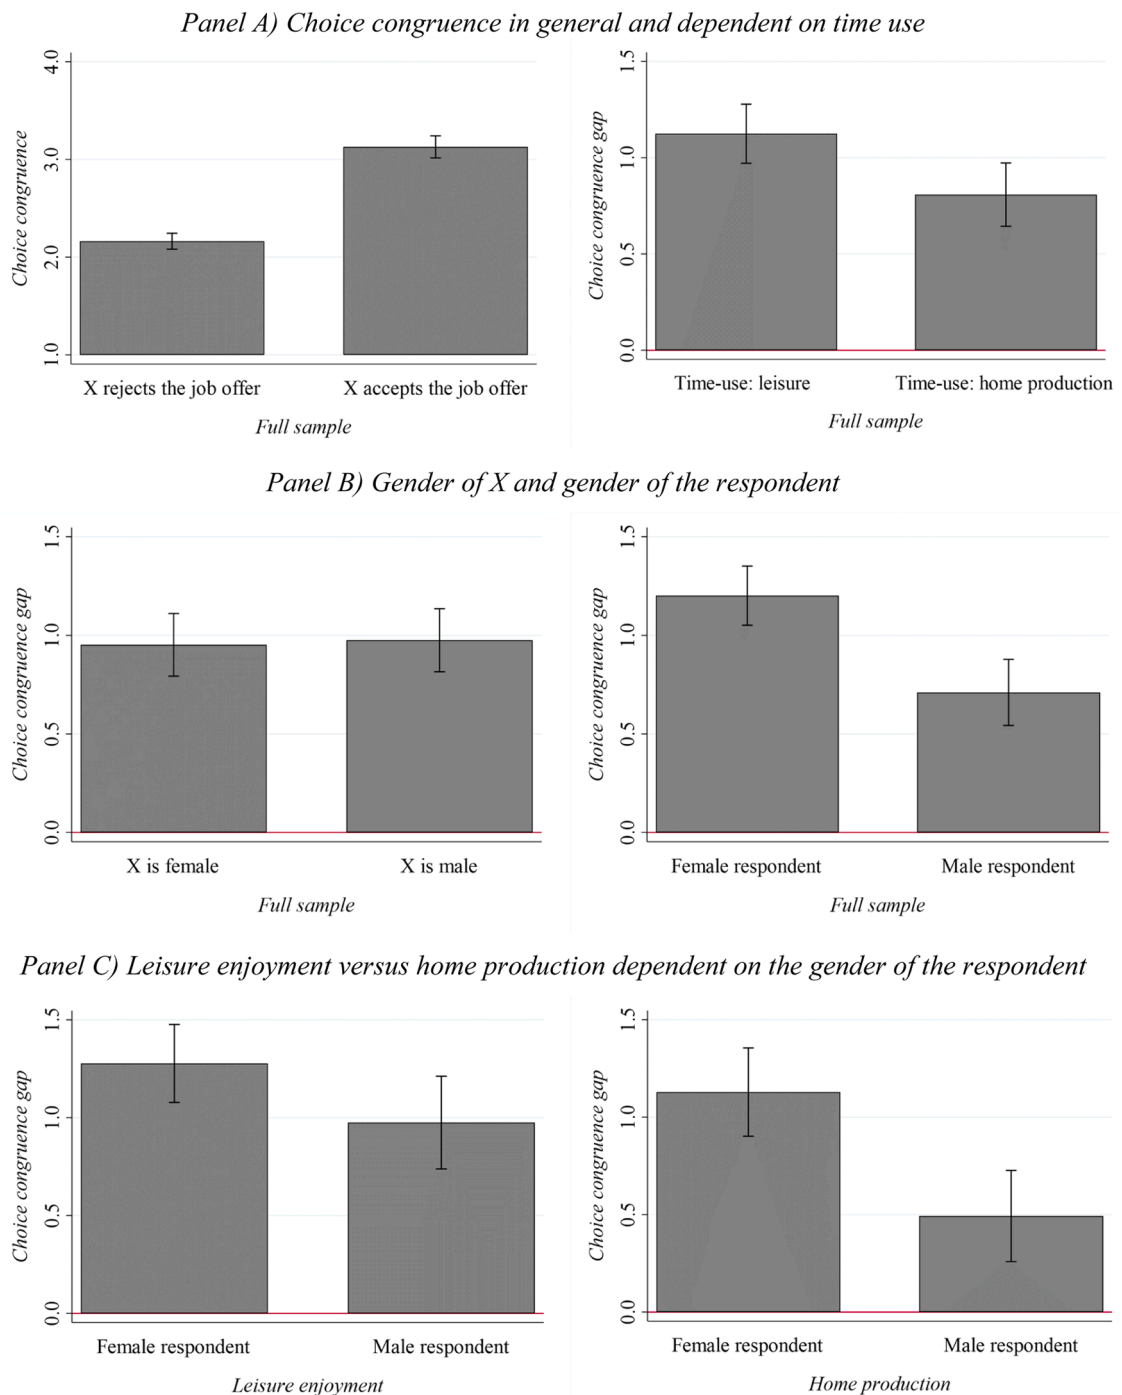 Panel A) Choice congruence in general and dependent on time use
Choice congruence
4.0
3.0
2.0
1.0
X rejects the job offer
X accepts the job offer
Full sample
Choice congruence gap
1.5
1.0
0.5
0.0
Time-use: leisure
Time-use: home production
Full sample
Panel B) Gender of X and gender of the respondent
Choice congruence gap
1.5
1.0
0.5
0.0
X is female
X is male
Full sample
Choice congruence gap
1.5
1.0
0.5
0.0
Female respondent
Male respondent
Full sample
Panel C) Leisure enjoyment versus home production dependent on the gender of the respondent
Choice congruence gap
1.5
1.0
0.5
0.0
Female respondent
Male respondent
Leisure enjoyment
Choice congruence gap
1.5
1.0
0.5
0.0
Female respondent
Male respondent
Home production